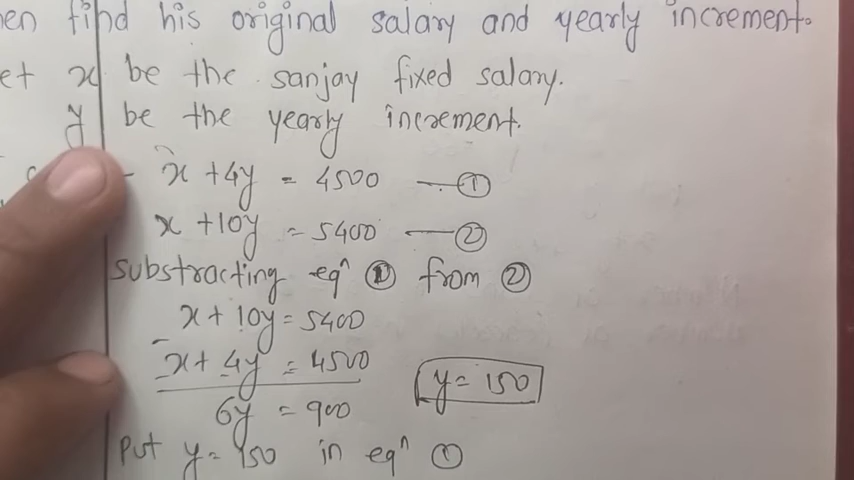 find his original salary and yearly increment.
x be the sanjay fixed salary.
y be the yearly increment.
x + 4y = 4500 — ①
x + 10y = 5400 — ②
substracting eqⁿ ① from ②
x + 10y = 5400
- x + 4y = 4500
6y = 900
y = 150
put y = 150 in eqⁿ ①